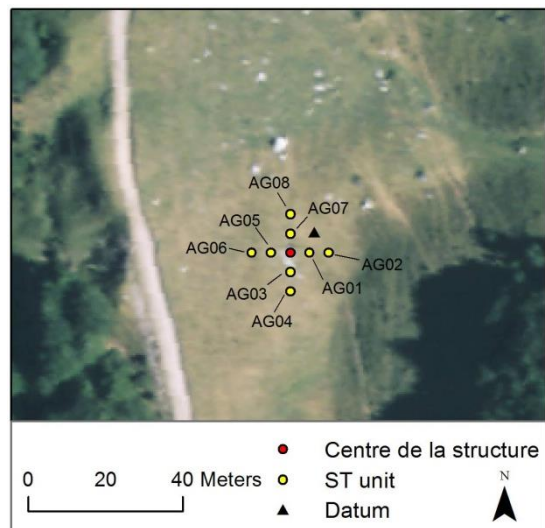 AG08
AG07
AG05
AG06
AG02
AG03
AG01
AG04
Centre de la structure
0 20 40 Meters
ST unit
Datum
N